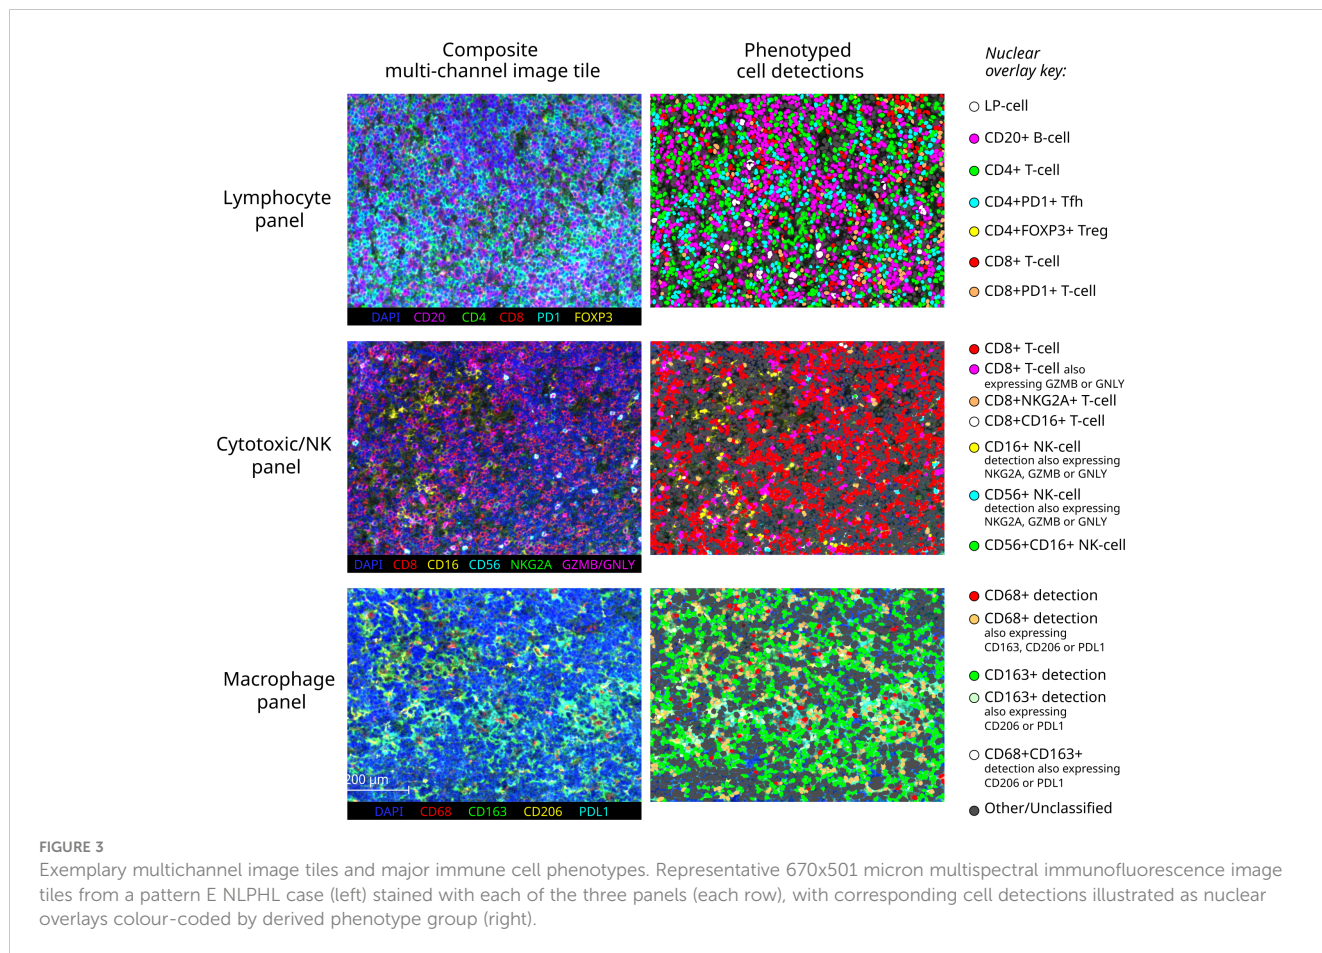 Composite
multi-channel image tile
Phenotyped
cell detections
Nuclear
overlay key:
Lymphocyte
panel
DAPI CD20 CD4 CD8 PD1 FOXP3
LP-cell
CD20+ B-cell
CD4+ T-cell
CD4+PD1+ Tfh
CD4+FOXP3+ Treg
CD8+ T-cell
CD8+PD1+ T-cell
Cytotoxic/NK
panel
DAPI CD8 CD16 CD56 NKG2A GZMB/GNLY
CD8+ T-cell
CD8+ T-cell also
expressing GZMB or GNLY
CD8+NKG2A+ T-cell
CD8+CD16+ T-cell
CD16+ NK-cell
detection also expressing
NKG2A, GZMB or GNLY
CD56+ NK-cell
detection also expressing
NKG2A, GZMB or GNLY
CD56+CD16+ NK-cell
Macrophage
panel
200 µm
DAPI CD68 CD163 CD206 PDL1
CD68+ detection
CD68+ detection
also expressing
CD163, CD206 or PDL1
CD163+ detection
CD163+ detection
also expressing
CD206 or PDL1
CD68+CD163+
detection also expressing
CD206 or PDL1
Other/Unclassified
FIGURE 3
Exemplary multichannel image tiles and major immune cell phenotypes. Representative 670x501 micron multispectral immunofluorescence image
tiles from a pattern E NLPHL case (left) stained with each of the three panels (each row), with corresponding cell detections illustrated as nuclear
overlays colour-coded by derived phenotype group (right).